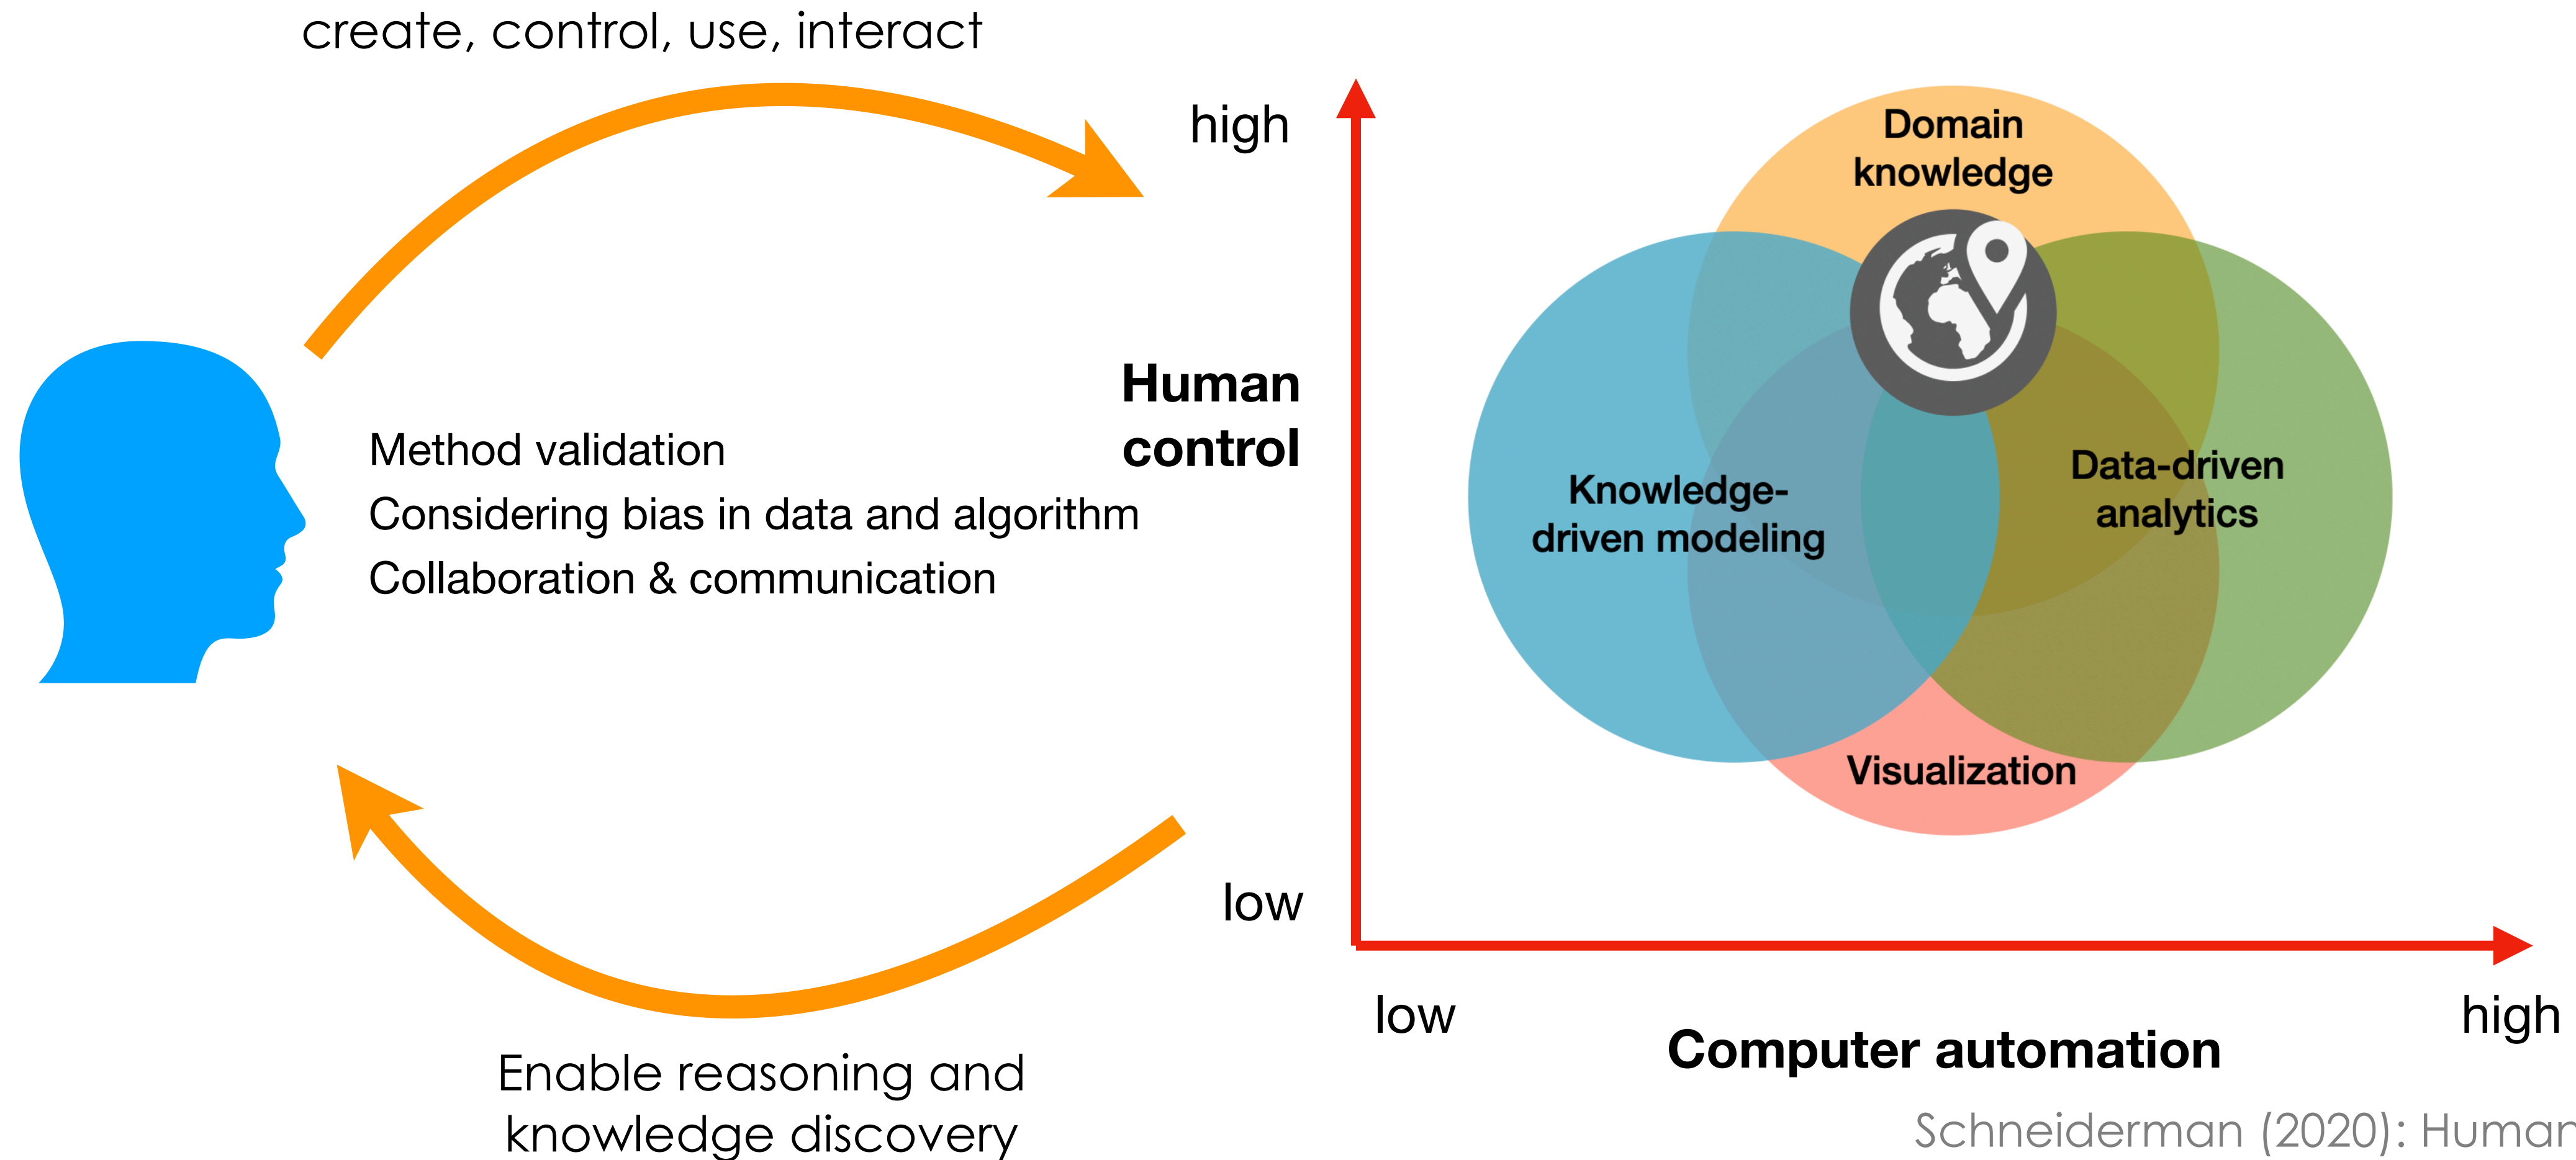 create, control, use, interact
high
Human
control
Method validation
Considering bias in data and algorithm
Collaboration & communication
low
Enable reasoning and
knowledge discovery
Domain
knowledge
Knowledge-
driven modeling
Data-driven
analytics
Visualization
low
high
Computer automation
Schneiderman (2020): Human